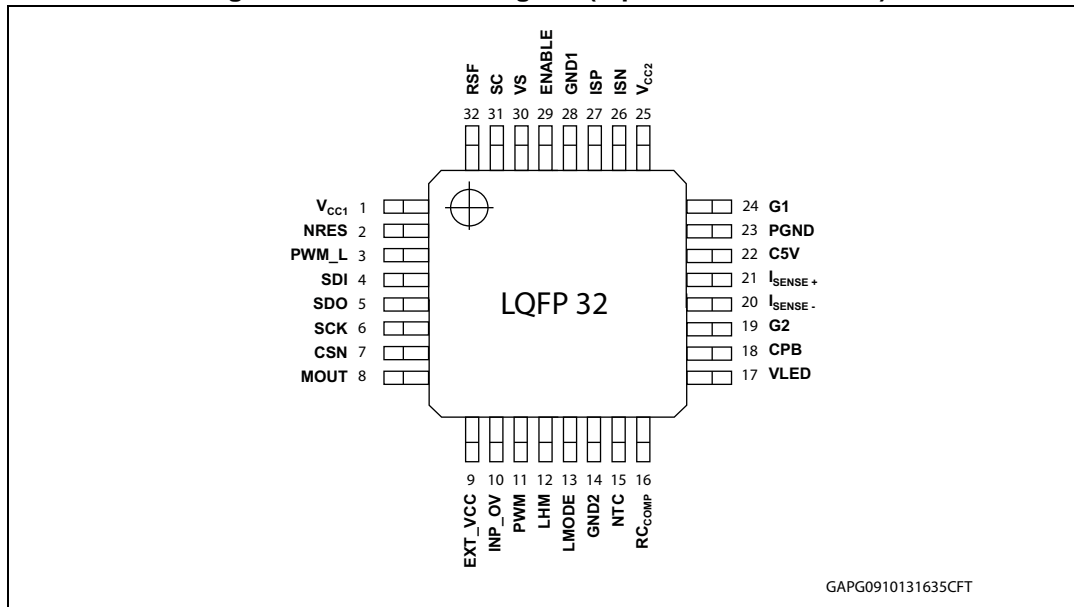 RSF
SC
VS
ENABLE
GND1
ISP
ISN
VCC2
32 31 30 29 28 27 26 25
VCC1 1
NRES 2
PWM_L 3
SDI 4
SDO 5
SCK 6
CSN 7
MOUT 8
LQFP 32
24 G1
23 PGND
22 C5V
21 ISENSE +
20 ISENSE -
19 G2
18 CPB
17 VLED
9 10 11 12 13 14 15 16
EXT_VCC
INP_OV
PWM
LHM
LMODE
GND2
NTC
RCCOMP
GAPG0910131635CFT